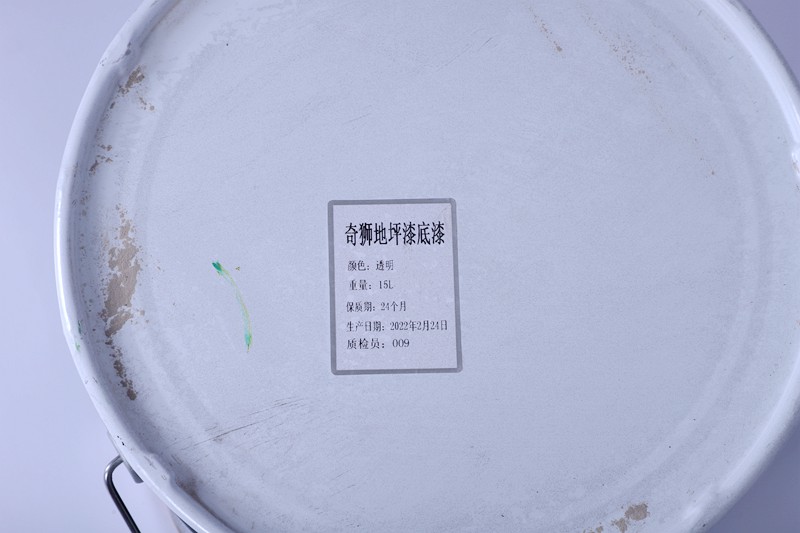 奇狮地坪漆底漆
颜色：透明
重量：15L
保质期：24个月
生产日期：2022年2月24日
质检员：009